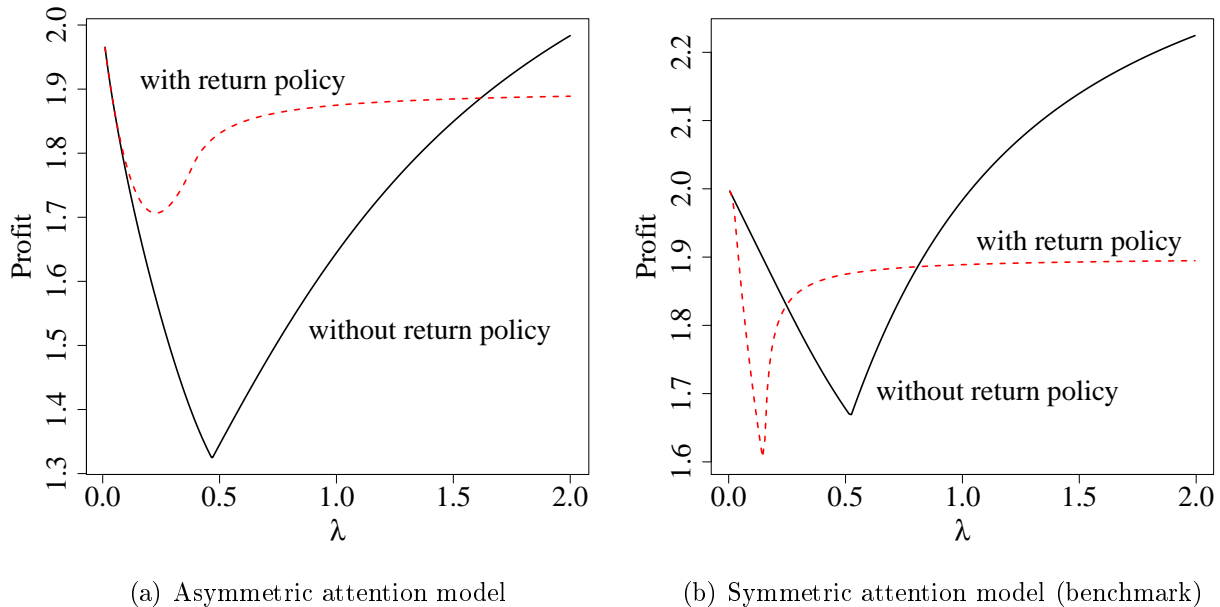 with return policy
without return policy
Profit
1.3 1.4 1.5 1.6 1.7 1.8 1.9 2.0
0.0 0.5 1.0 1.5 2.0
λ
(a) Asymmetric attention model
with return policy
without return policy
Profit
1.6 1.7 1.8 1.9 2.0 2.1 2.2
0.0 0.5 1.0 1.5 2.0
λ
(b) Symmetric attention model (benchmark)